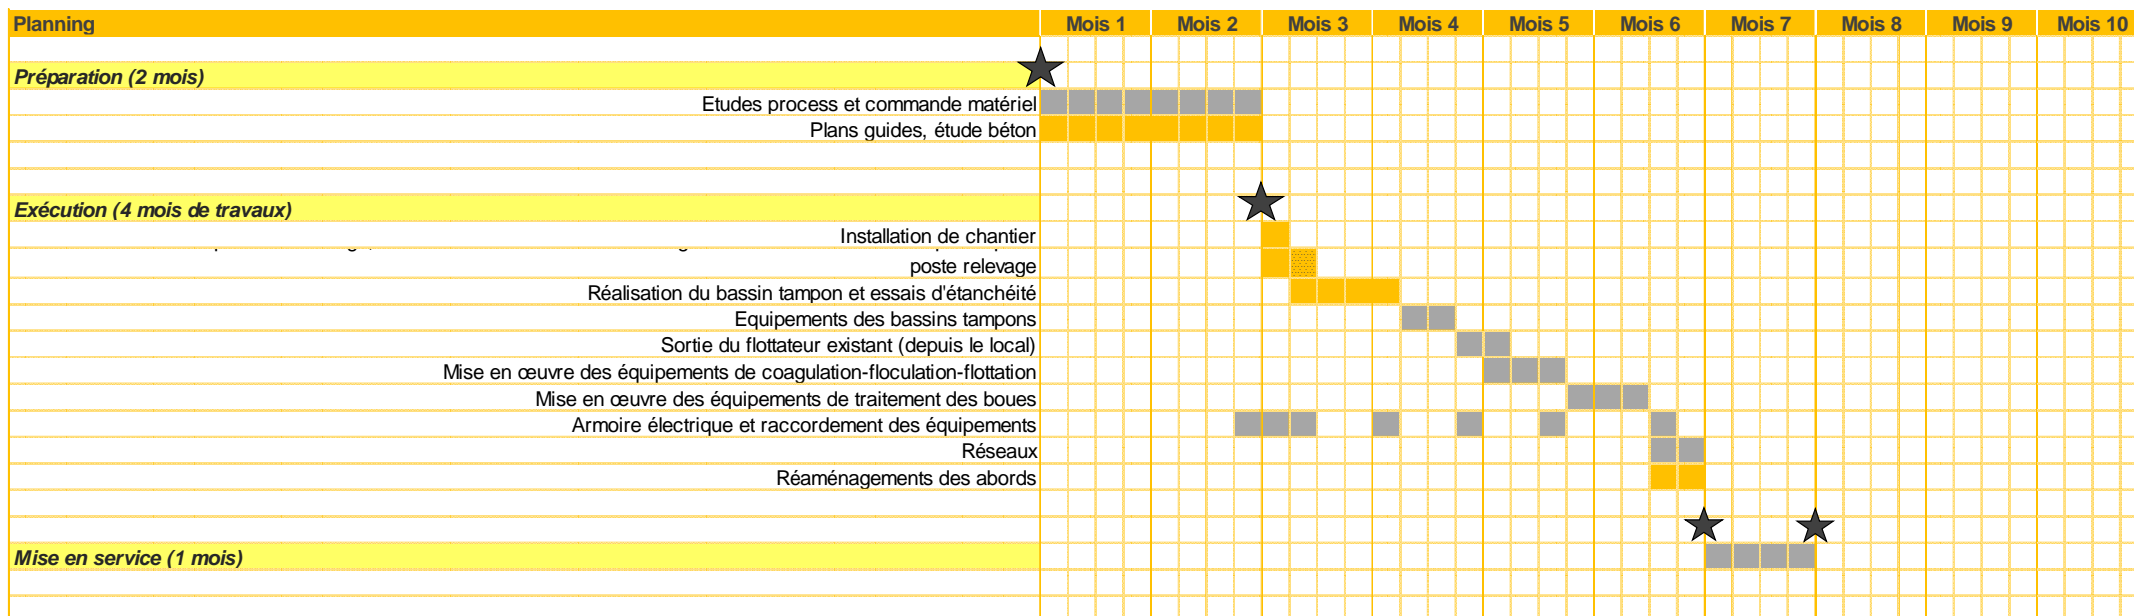 Planning Mois 1 Mois 2 Mois 3 Mois 4 Mois 5 Mois 6 Mois 7 Mois 8 Mois 9 Mois 10
Préparation (2 mois)
Etudes process et commande matériel
Plans guides, étude béton
Exécution (4 mois de travaux)
Installation de chantier
poste relevage
Réalisation du bassin tampon et essais d'étanchéité
Equipements des bassins tampons
Sortie du flottateur existant (depuis le local)
Mise en œuvre des équipements de coagulation-floculation-flottation
Mise en œuvre des équipements de traitement des boues
Armoire électrique et raccordement des équipements
Réseaux
Réaménagements des abords
Mise en service (1 mois)